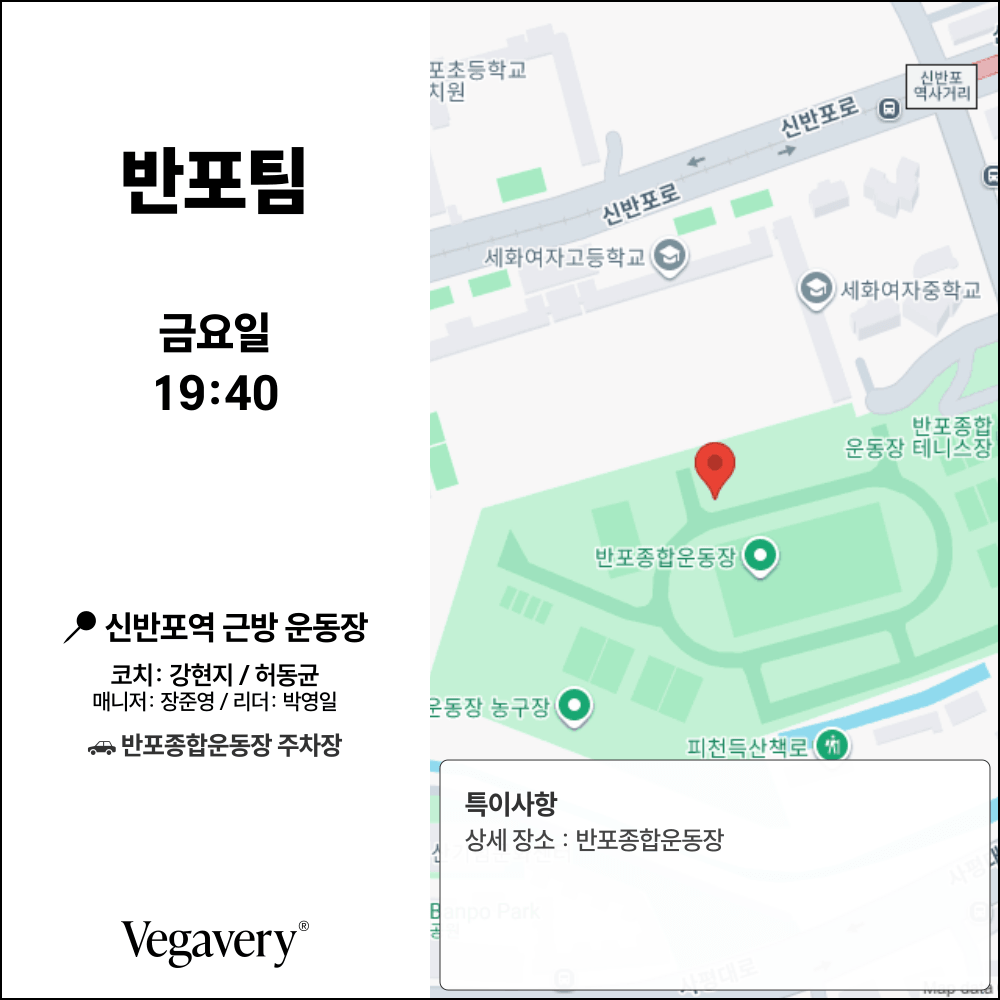 반포팀
금요일
19:40
신반포역 근방 운동장
코치: 강현지 / 허동균
매니저: 장준영 / 리더: 박영일
반포종합운동장 주차장
Vegavery®
포초등학교
치원
신반포
역사거리
신반포로
신반포로
세화여자고등학교
세화여자중학교
반포종합
운동장 테니스장
반포종합운동장
운동장 농구장
피천득산책로
특이사항
상세 장소 : 반포종합운동장
Banpo Park
공원
사평대로
Map data